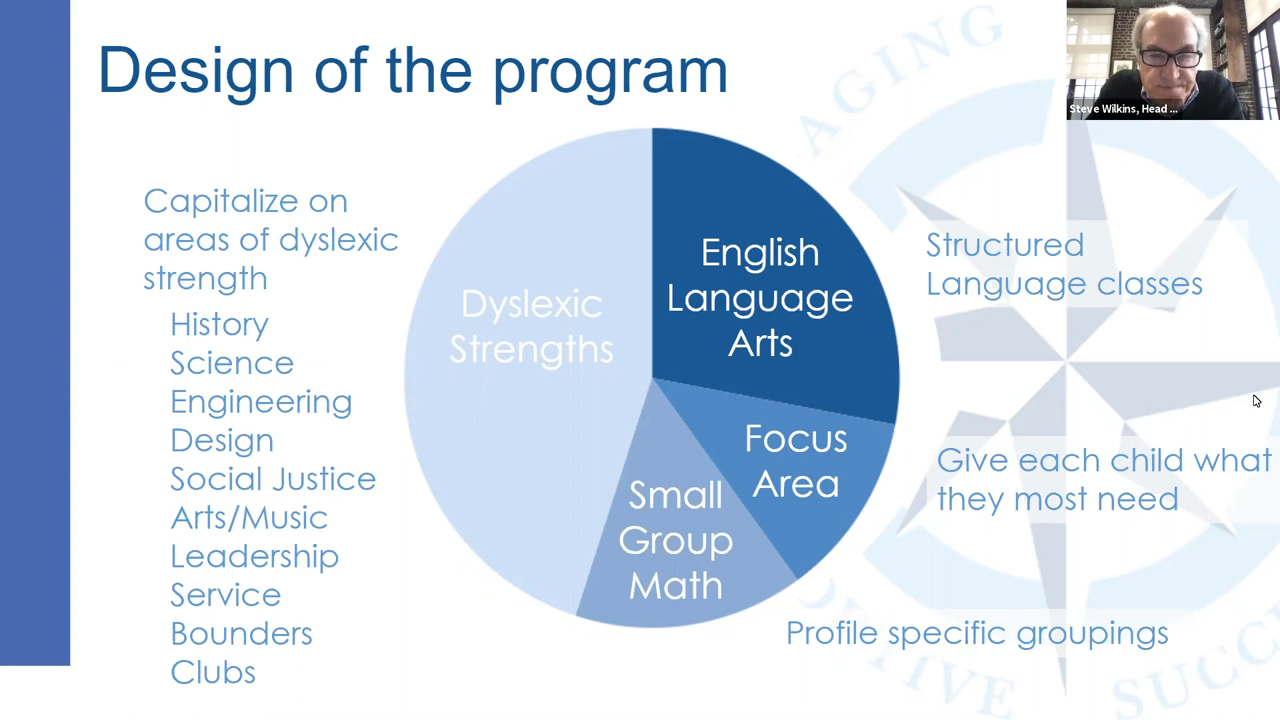 Design of the program
Steve Wilkins, Head ...
Capitalize on
areas of dyslexic
strength
History
Science
Engineering
Design
Social Justice
Arts/Music
Leadership
Service
Bounders
Clubs
Dyslexic
Strengths
English
Language
Arts
Focus
Area
Small
Group
Math
Structured
Language classes
Give each child what
they most need
Profile specific groupings
AGING
SUCC